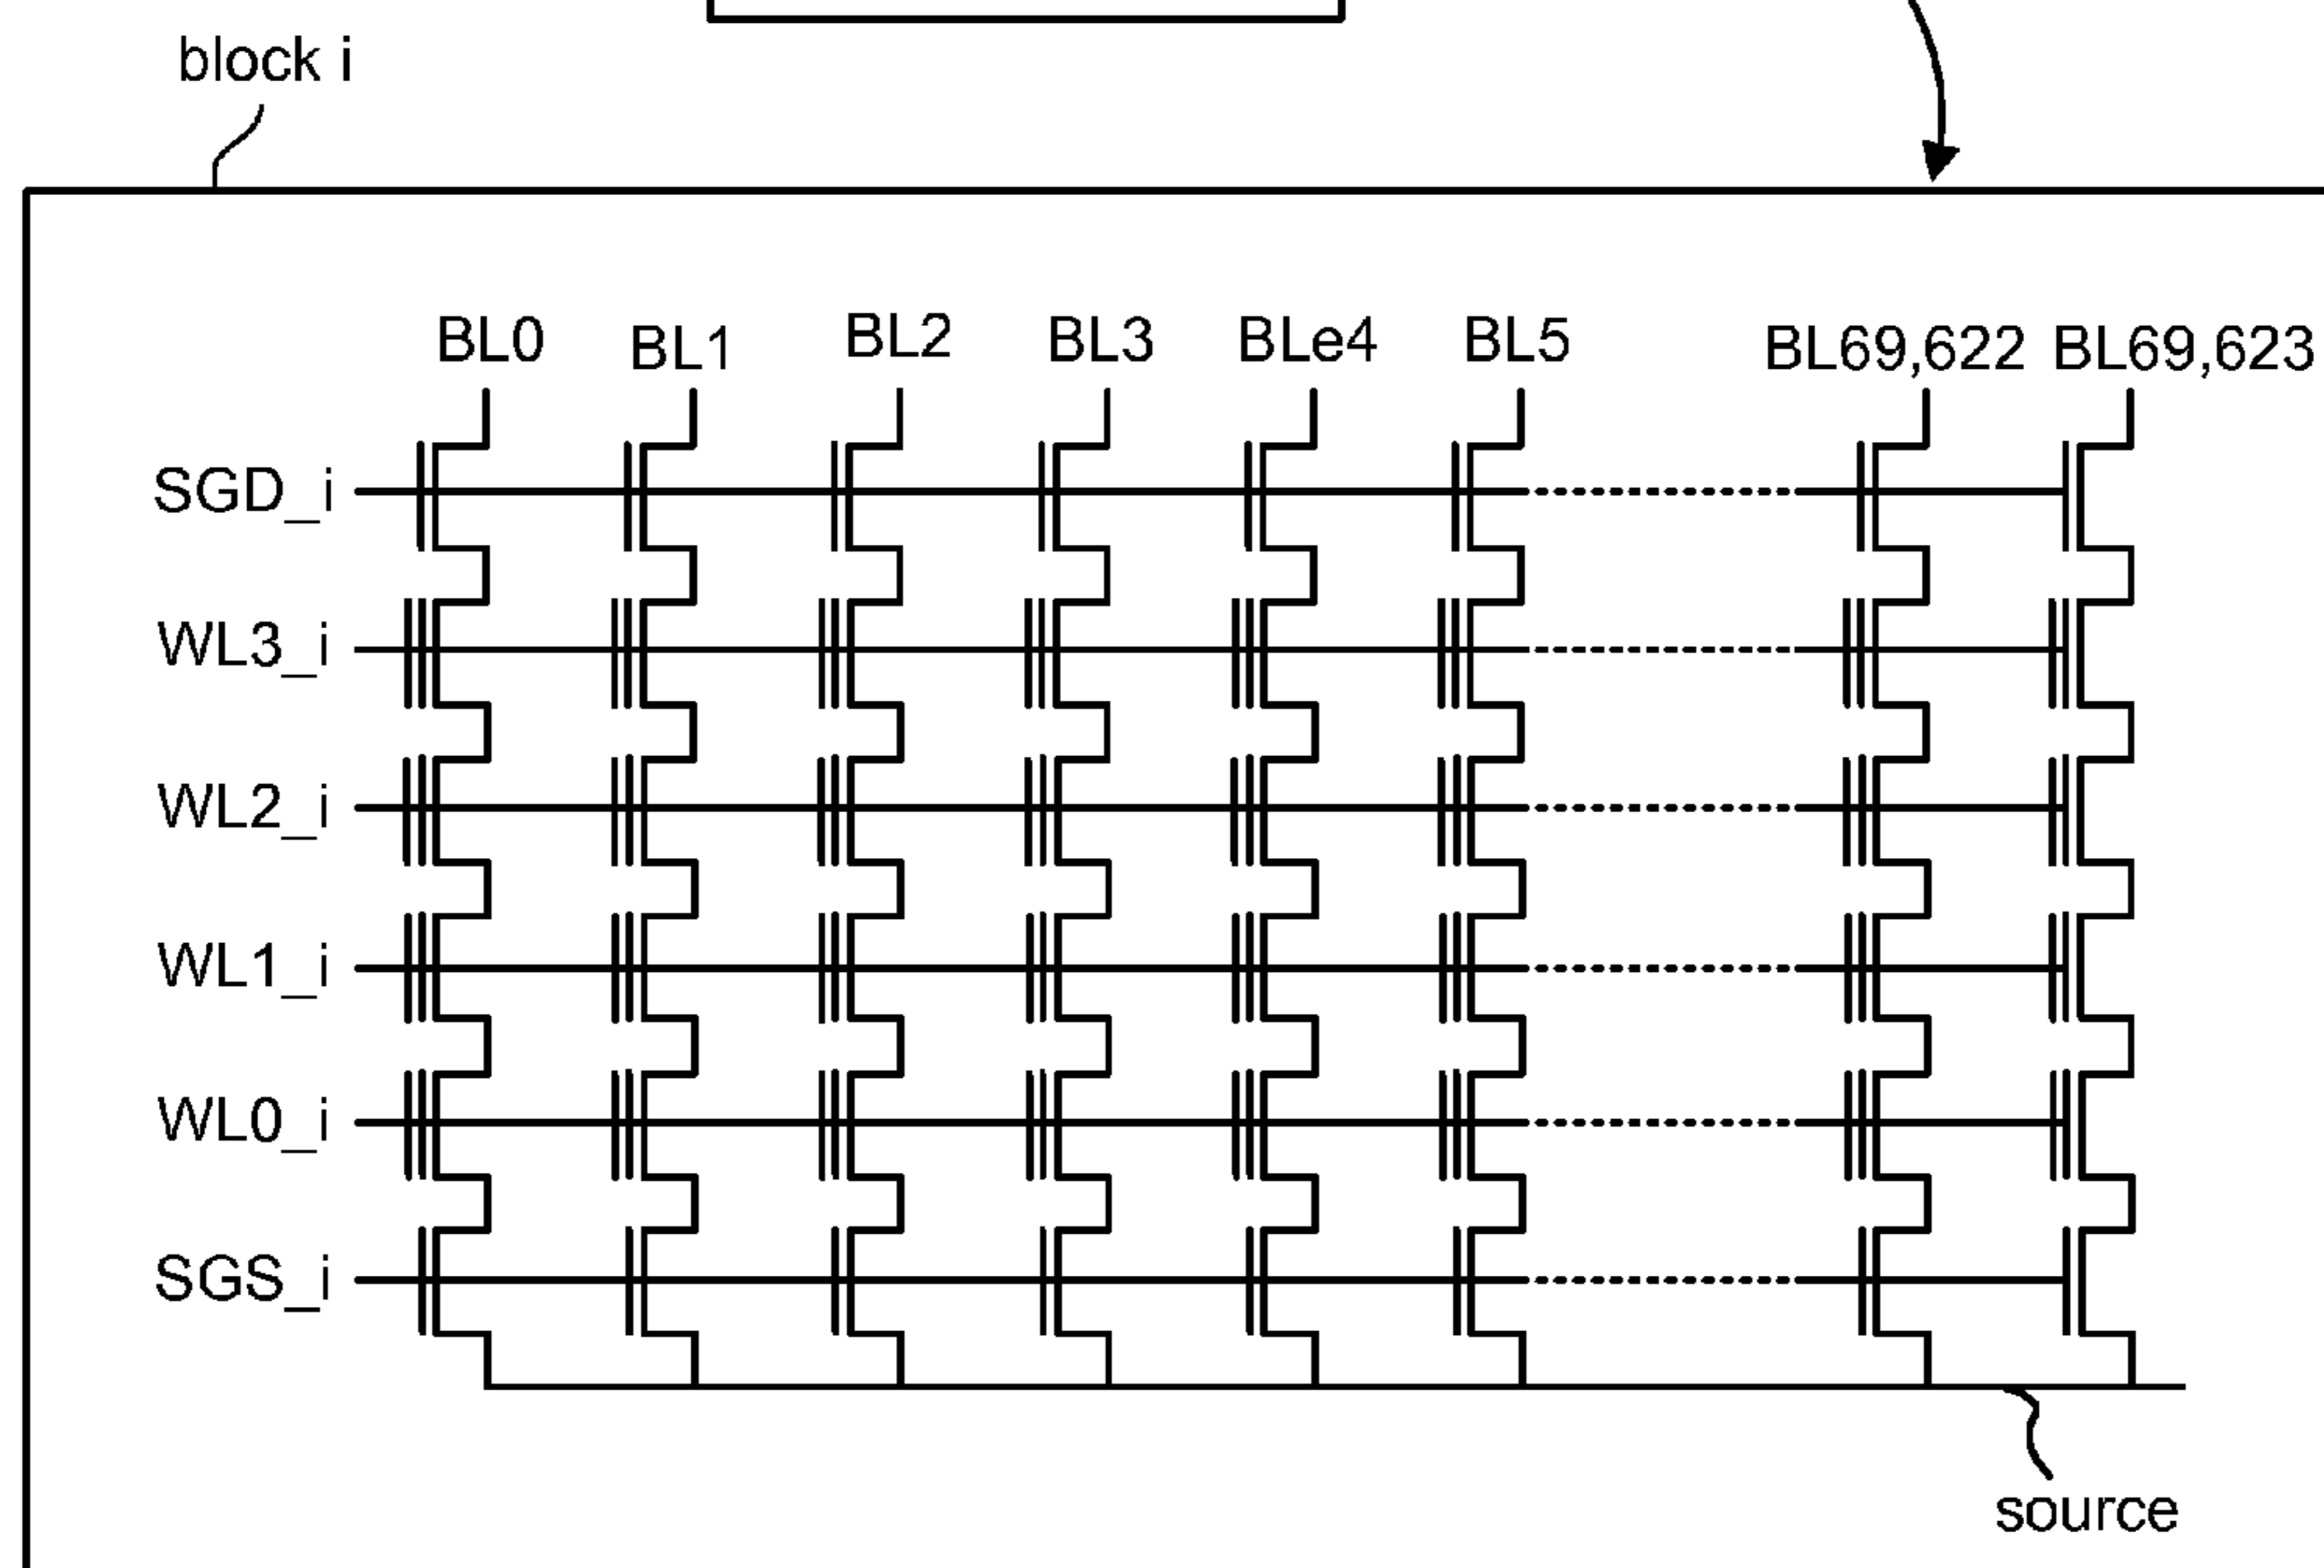 block i
BL0 BL1 BL2 BL3 BLe4 BL5 BL69,622 BL69,623
SGD_i
WL3_i
WL2_i
WL1_i
WL0_i
SGS_i
source